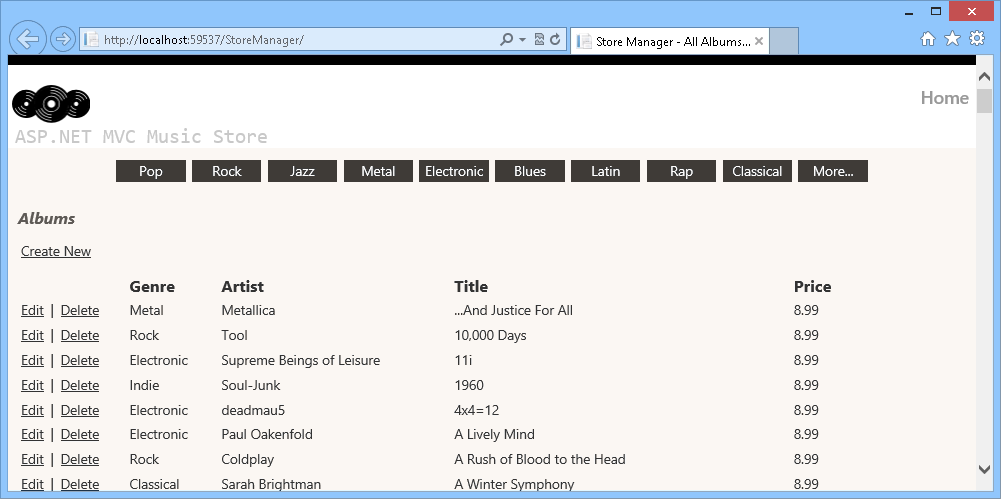 http://localhost:59537/StoreManager/
Store Manager - All Albums...
Home
ASP.NET MVC Music Store
Pop Rock Jazz Metal Electronic Blues Latin Rap Classical More...
Albums
Create New
Genre Artist Title Price
Edit | Delete Metal Metallica ...And Justice For All 8.99
Edit | Delete Rock Tool 10,000 Days 8.99
Edit | Delete Electronic Supreme Beings of Leisure 11i 8.99
Edit | Delete Indie Soul-Junk 1960 8.99
Edit | Delete Electronic deadmau5 4x4=12 8.99
Edit | Delete Electronic Paul Oakenfold A Lively Mind 8.99
Edit | Delete Rock Coldplay A Rush of Blood to the Head 8.99
Edit | Delete Classical Sarah Brightman A Winter Symphony 8.99